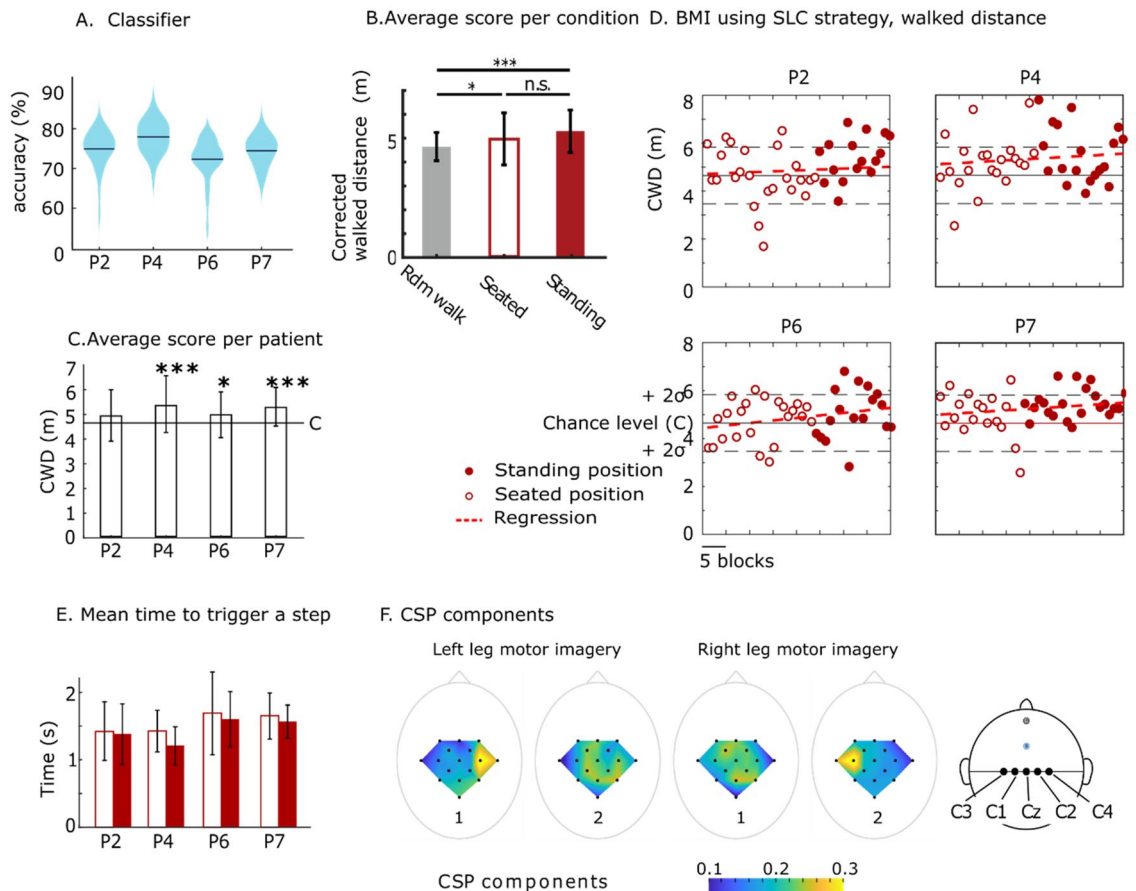 A. Classifier
accuracy (%)
90
80
70
60
0
P2 P4 P6 P7
B.Average score per condition
Corrected
walked distance (m)
***
*
n.s.
5
0
Rdm walk
Seated
Standing
C.Average score per patient
CWD (m)
7
6
5
4
3
2
1
0
*** * ***
C
P2 P4 P6 P7
D. BMI using SLC strategy, walked distance
P2 P4
CWD (m)
8
6
4
2
0
P6 P7
8
6
4
2
0
+ 2σ
Chance level (C)
+ 2σ
Standing position
Seated position
Regression
5 blocks
E. Mean time to trigger a step
Time (s)
2
1
0
P2 P4 P6 P7
F. CSP components
Left leg motor imagery Right leg motor imagery
1 2 1 2
C3 C1 Cz C2 C4
CSP components
0.1 0.2 0.3